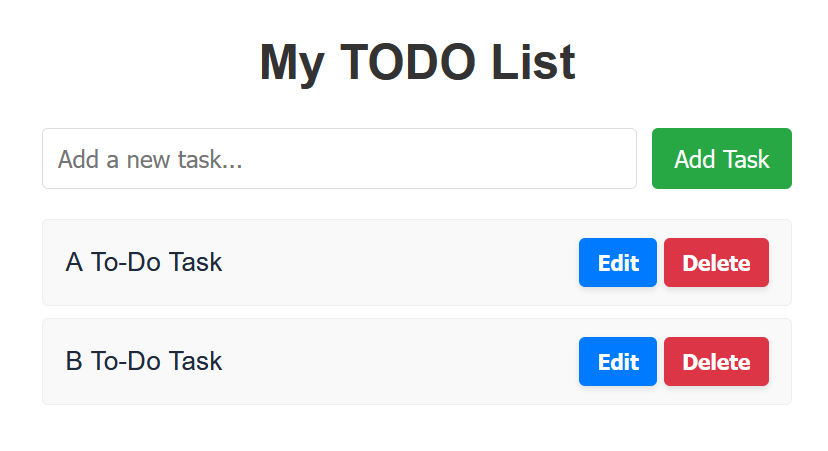 My TODO List
Add a new task... Add Task
A To-Do Task Edit Delete
B To-Do Task Edit Delete